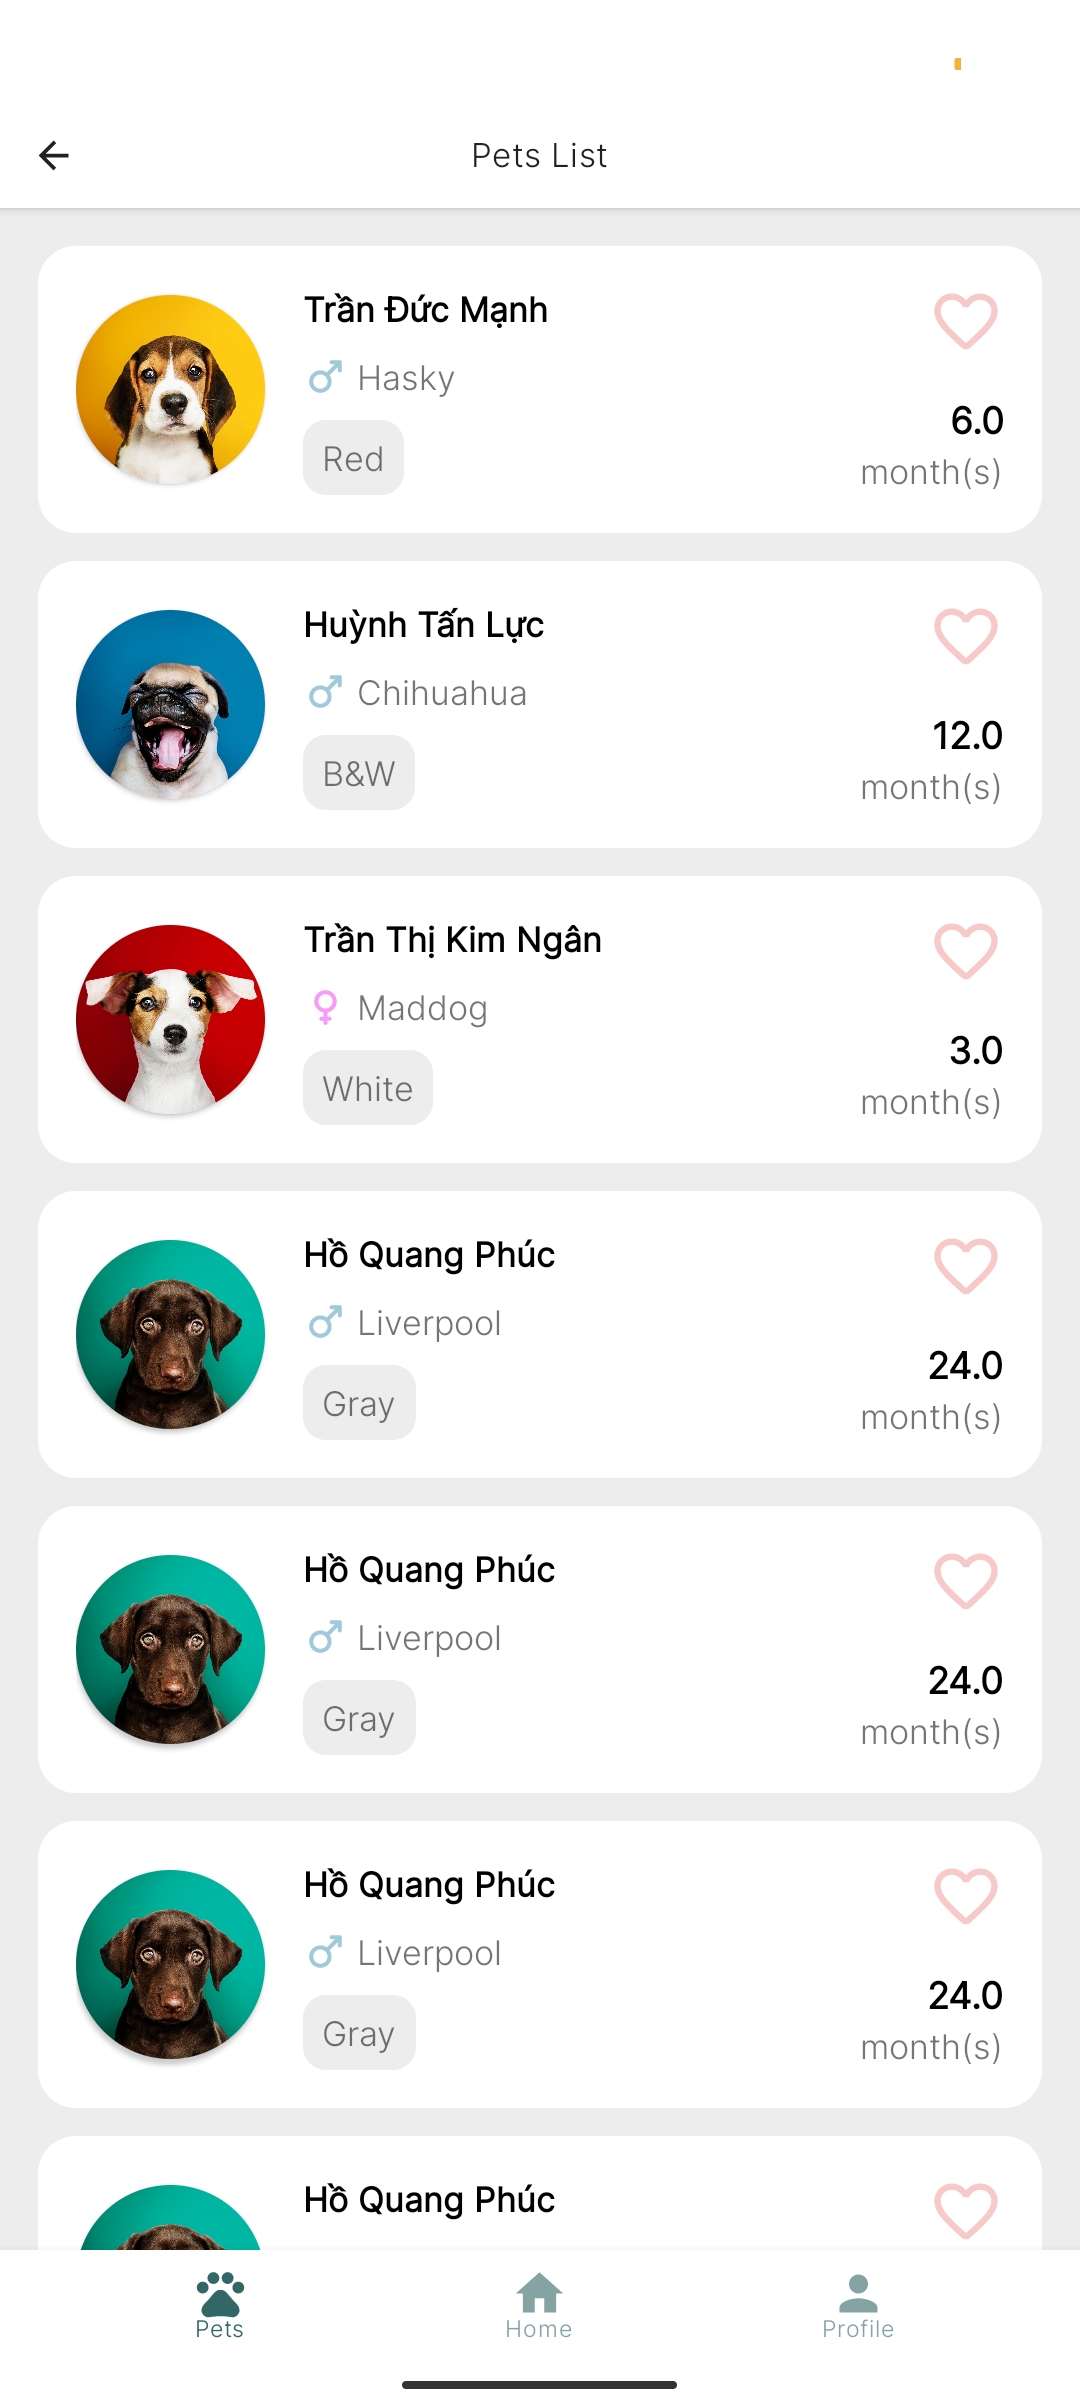 Pets List
Trần Đức Mạnh
Hasky
Red
6.0
month(s)
Huỳnh Tấn Lực
Chihuahua
B&W
12.0
month(s)
Trần Thị Kim Ngân
Maddog
White
3.0
month(s)
Hồ Quang Phúc
Liverpool
Gray
24.0
month(s)
Hồ Quang Phúc
Liverpool
Gray
24.0
month(s)
Hồ Quang Phúc
Liverpool
Gray
24.0
month(s)
Hồ Quang Phúc
Pets
Home
Profile